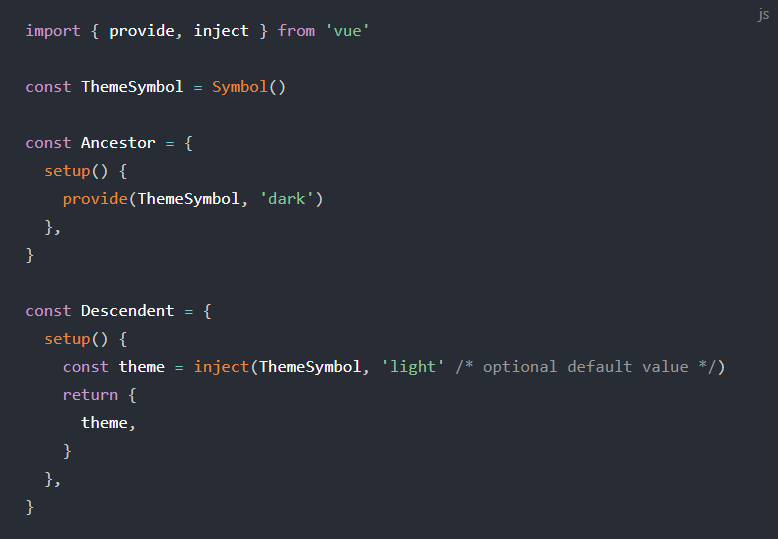 js
import { provide, inject } from 'vue'
const ThemeSymbol = Symbol()
const Ancestor = {
  setup() {
    provide(ThemeSymbol, 'dark')
  },
}
const Descendent = {
  setup() {
    const theme = inject(ThemeSymbol, 'light' /* optional default value */)
    return {
      theme,
    }
  },
}